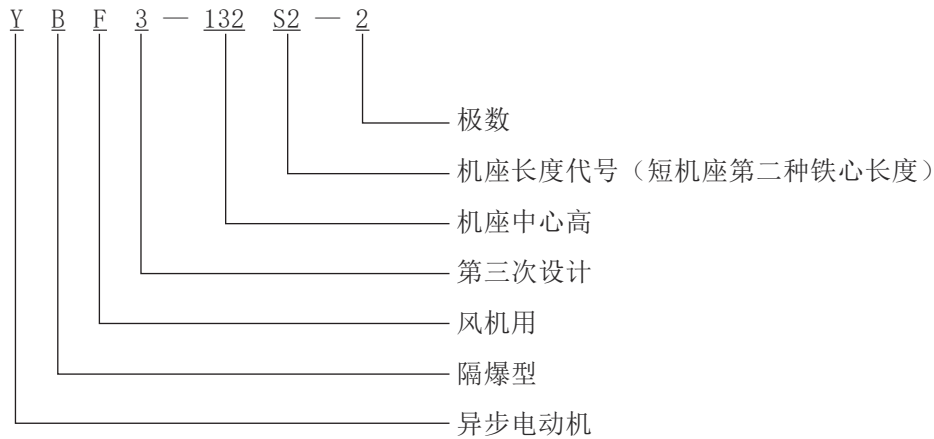 Y B F 3 — 132 S2 — 2
极数
机座长度代号（短机座第二种铁心长度）
机座中心高
第三次设计
风机用
隔爆型
异步电动机